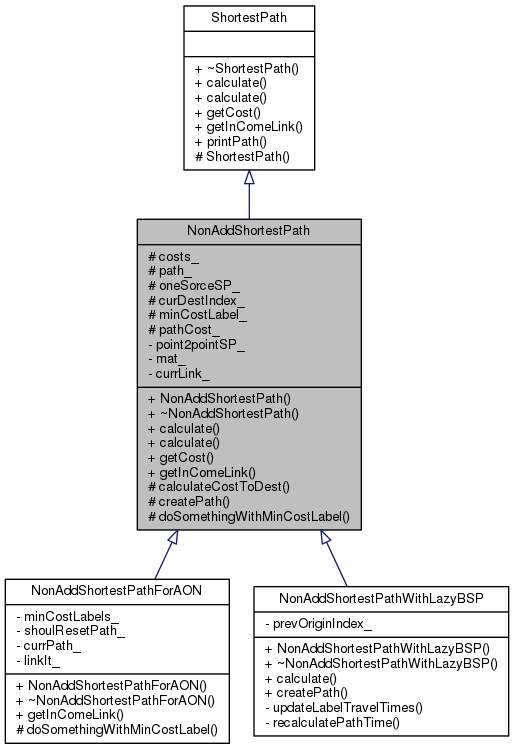 ShortestPath
+ ~ShortestPath()
+ calculate()
+ calculate()
+ getCost()
+ getInComeLink()
+ printPath()
# ShortestPath()
NonAddShortestPath
# costs_
# path_
# oneSorceSP_
# curDestIndex_
# minCostLabel_
# pathCost_
- point2pointSP_
- mat_
- currLink_
+ NonAddShortestPath()
+ ~NonAddShortestPath()
+ calculate()
+ calculate()
+ getCost()
+ getInComeLink()
# calculateCostToDest()
# createPath()
# doSomethingWithMinCostLabel()
NonAddShortestPathForAON
- minCostLabels_
- shoulResetPath_
- currPath_
- linkIt_
+ NonAddShortestPathForAON()
+ ~NonAddShortestPathForAON()
+ getInComeLink()
# doSomethingWithMinCostLabel()
NonAddShortestPathWithLazyBSP
- prevOriginIndex_
+ NonAddShortestPathWithLazyBSP()
+ ~NonAddShortestPathWithLazyBSP()
+ calculate()
+ createPath()
- updateLabelTravelTimes()
- recalculatePathTime()